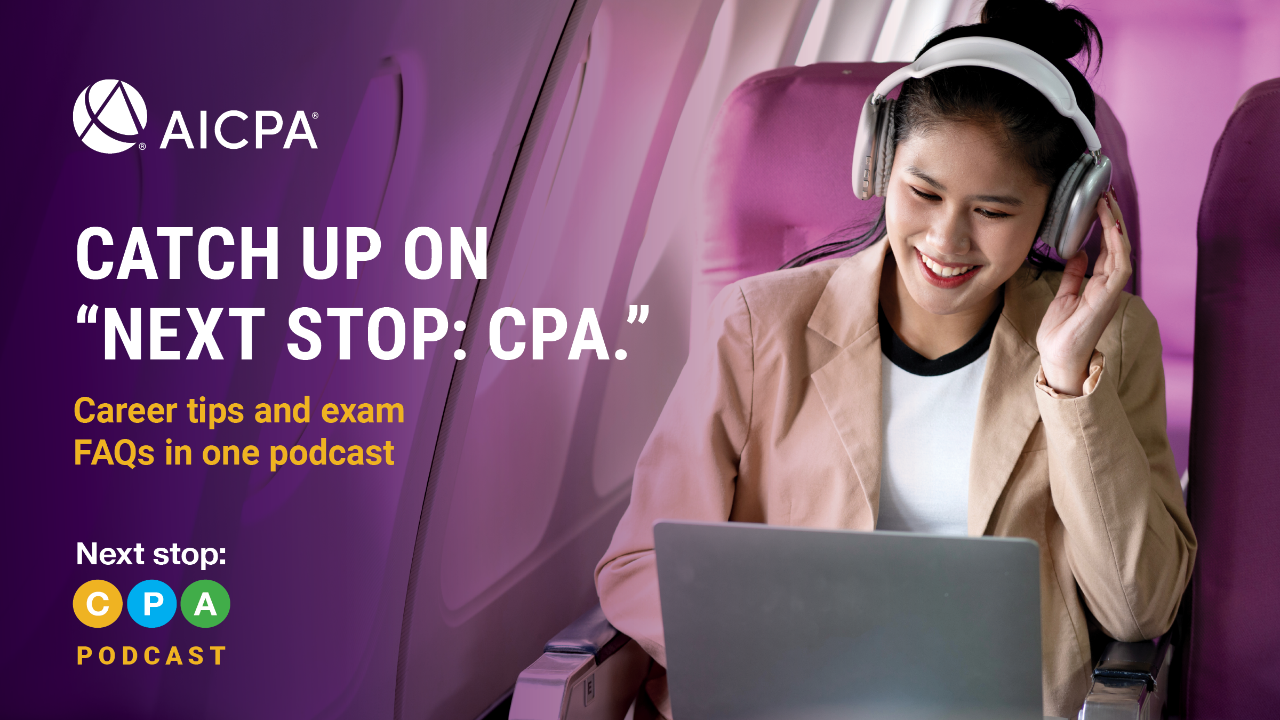 AICPA®
CATCH UP ON
“NEXT STOP: CPA.”
Career tips and exam
FAQs in one podcast
Next stop:
C P A
PODCAST